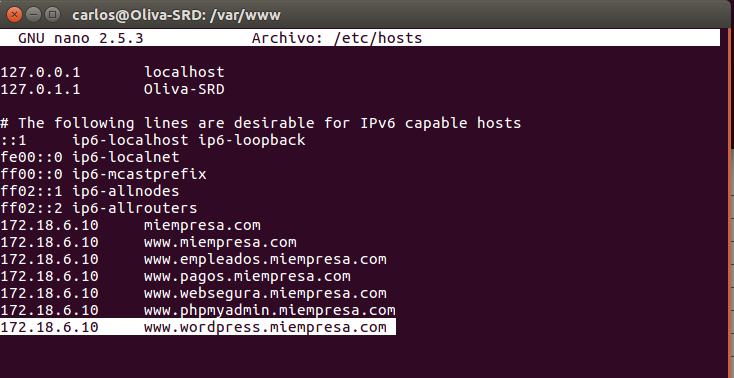 carlos@Oliva-SRD: /var/www
GNU nano 2.5.3 Archivo: /etc/hosts
127.0.0.1 localhost
127.0.1.1 Oliva-SRD
# The following lines are desirable for IPv6 capable hosts
::1 ip6-localhost ip6-loopback
fe00::0 ip6-localnet
ff00::0 ip6-mcastprefix
ff02::1 ip6-allnodes
ff02::2 ip6-allrouters
172.18.6.10 miempresa.com
172.18.6.10 www.miempresa.com
172.18.6.10 www.empleados.miempresa.com
172.18.6.10 www.pagos.miempresa.com
172.18.6.10 www.websegura.miempresa.com
172.18.6.10 www.phpmyadmin.miempresa.com
172.18.6.10 www.wordpress.miempresa.com